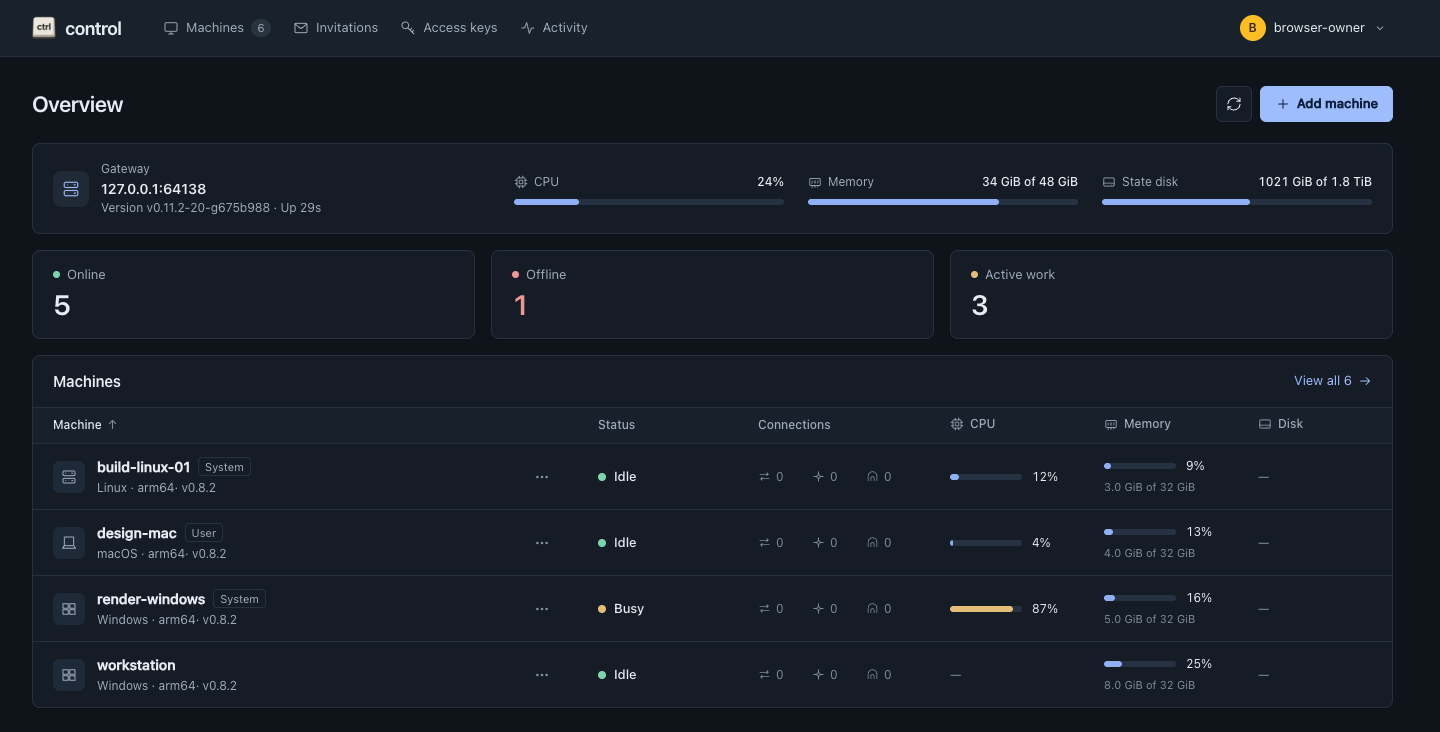 ctrl control Machines 6 Invitations Access keys Activity B browser-owner
Overview
Add machine
Gateway
127.0.0.1:64138
Version v0.11.2-20-g675b988 · Up 29s
CPU 24%
Memory 34 GiB of 48 GiB
State disk 1021 GiB of 1.8 TiB
Online
5
Offline
1
Active work
3
Machines
View all 6 →
Machine ↑ Status Connections CPU Memory Disk
build-linux-01 System
Linux · arm64· v0.8.2
··· Idle 0 0 0 12% 9%
3.0 GiB of 32 GiB
—
design-mac User
macOS · arm64· v0.8.2
··· Idle 0 0 0 4% 13%
4.0 GiB of 32 GiB
—
render-windows System
Windows · arm64· v0.8.2
··· Busy 0 0 0 87% 16%
5.0 GiB of 32 GiB
—
workstation
Windows · arm64· v0.8.2
··· Idle 0 0 0 — 25%
8.0 GiB of 32 GiB
—